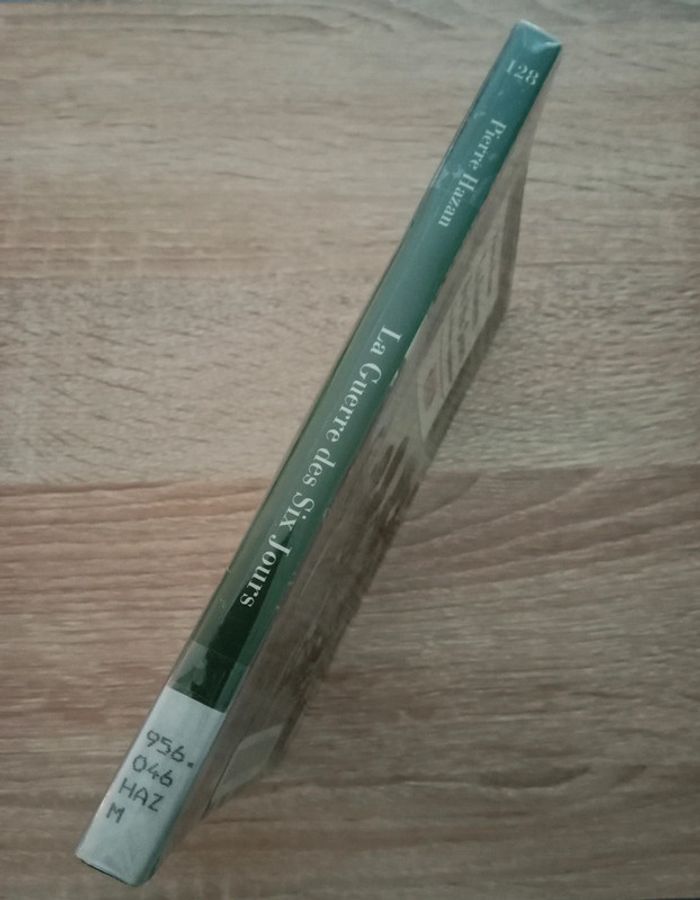 128
Pierre Hazan
La Guerre des Six Jours
956.
046
HAZ
M